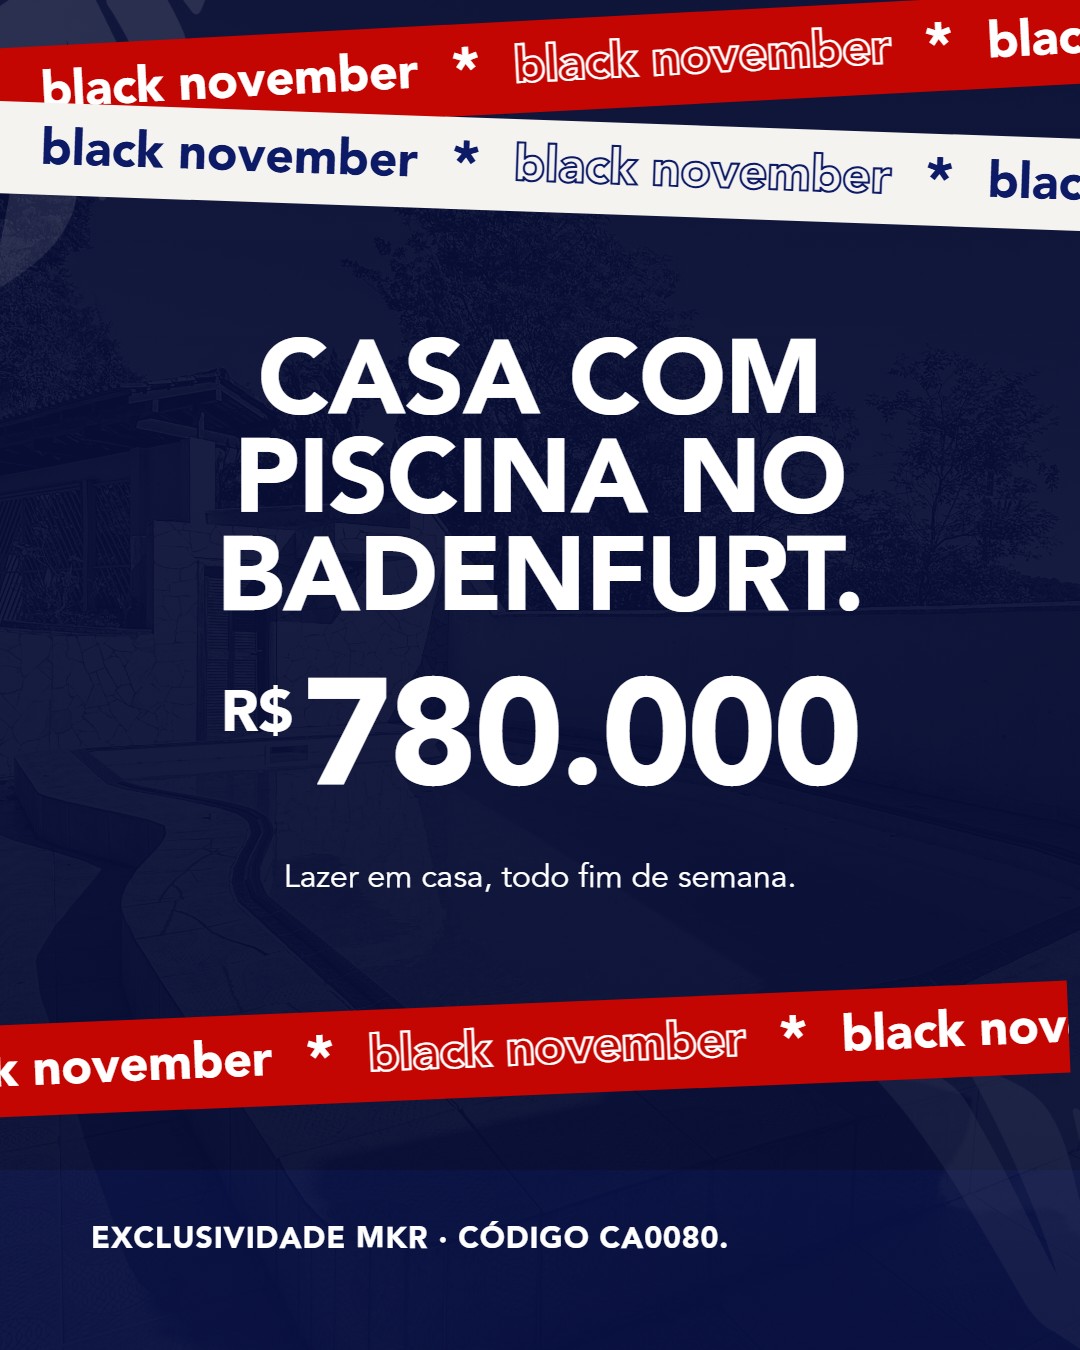 black november * black november * blac
black november * black november * blac
CASA COM
PISCINA NO
BADENFURT.
R$ 780.000
Lazer em casa, todo fim de semana.
k november * black november * black nov
EXCLUSIVIDADE MKR · CÓDIGO CA0080.